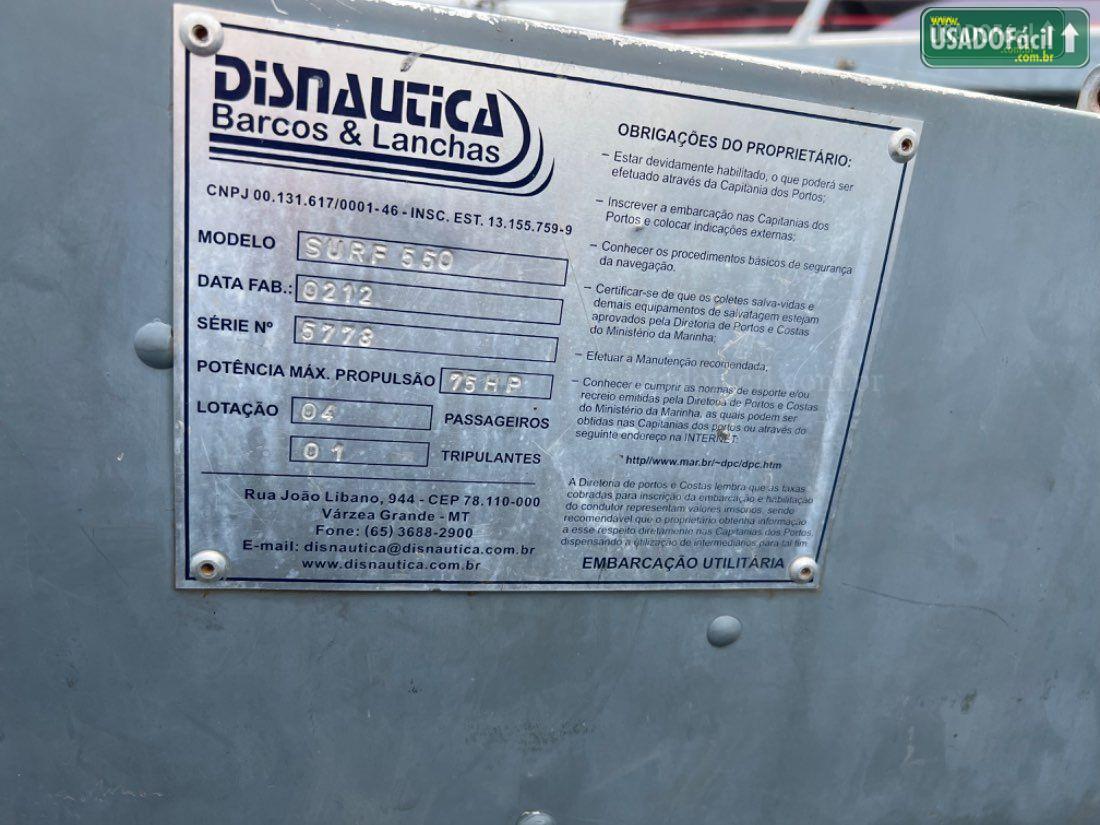 www.
USADOFácil
.com.br
DISNAUTICA
Barcos & Lanchas
CNPJ 00.131.617/0001-46 - INSC. EST. 13.155.759-9
MODELO SURF 550
DATA FAB.: 0212
SÉRIE Nº 5778
POTÊNCIA MÁX. PROPULSÃO 75HP
LOTAÇÃO 04 PASSAGEIROS
01 TRIPULANTES
Rua João Libano, 944 - CEP 78.110-000
Várzea Grande - MT
Fone: (65) 3688-2900
E-mail: disnautica@disnautica.com.br
www.disnautica.com.br
OBRIGAÇÕES DO PROPRIETÁRIO:
– Estar devidamente habilitado, o que poderá ser
efetuado através da Capitania dos Portos;
– Inscrever a embarcação nas Capitanias dos
Portos e colocar indicações externas;
– Conhecer os procedimentos básicos de segurança
da navegação.
– Certificar-se de que os coletes salva-vidas e
demais equipamentos de salvatagem estejam
aprovados pela Diretoria de Portos e Costas
do Ministério da Marinha;
– Efetuar a Manutenção recomendada;
– Conhecer e cumprir as normas de esporte e/ou
recreio emitidas pela Diretoria de Portos e Costas
do Ministério da Marinha, as quais podem ser
obtidas nas Capitanias dos portos ou através do
seguinte endereço na INTERNET:
http//www.mar.br/~dpc/dpc.htm
A Diretoria de portos e Costas lembra que as taxas
cobradas para inscrição da embarcação e habilitação
do condutor representam valores irrisórios, sendo
recomendável que o proprietário obtenha informação
a esse respeito diretamente nas Capitanias dos Portos,
dispensando a utilização de intermediários para tal fim.
EMBARCAÇÃO UTILITÁRIA